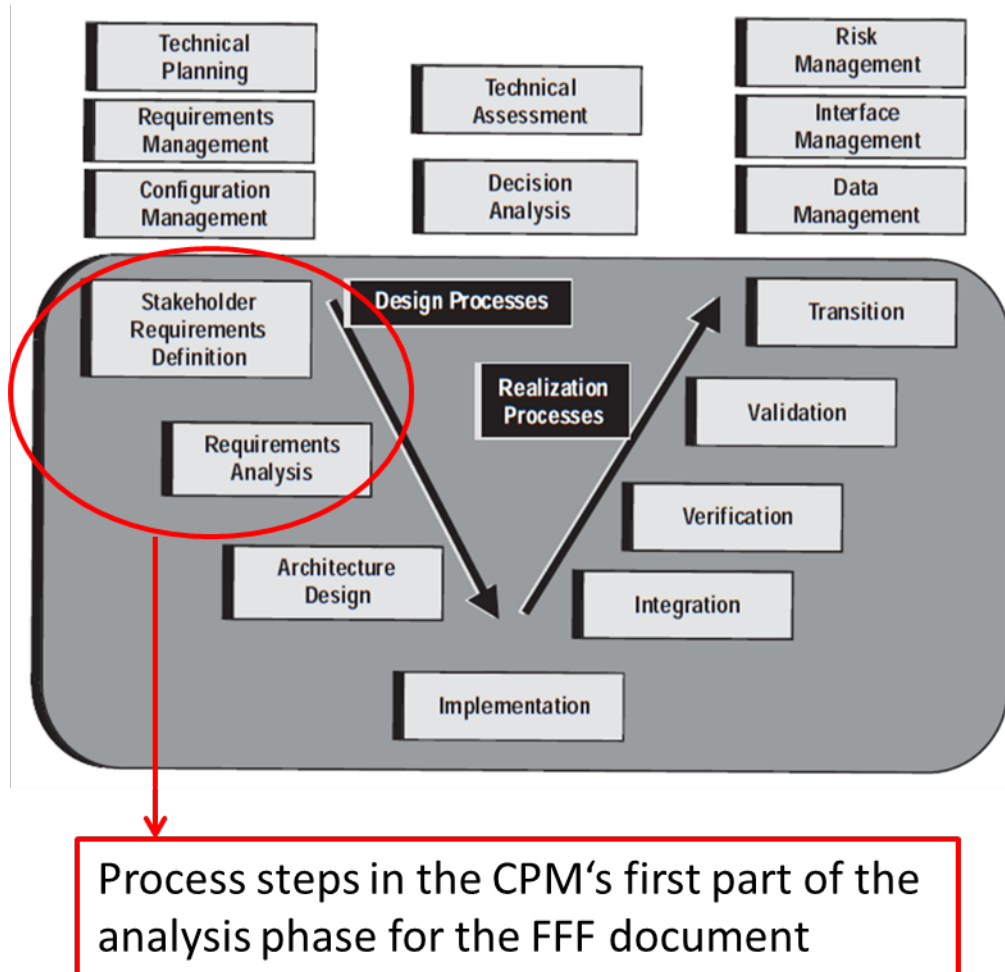 Technical
Planning
Requirements
Management
Configuration
Management
Technical
Assessment
Decision
Analysis
Risk
Management
Interface
Management
Data
Management
Stakeholder
Requirements
Definition
Requirements
Analysis
Architecture
Design
Design Processes
Realization
Processes
Transition
Validation
Verification
Integration
Implementation
Process steps in the CPM‘s first part of the
analysis phase for the FFF document